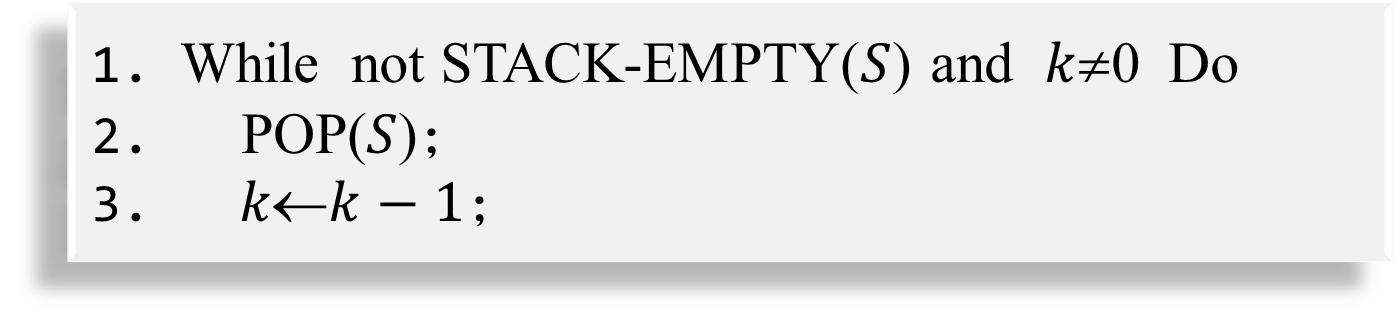 1. While not STACK-EMPTY(S) and k≠0 Do
2. POP(S);
3. k←k − 1;